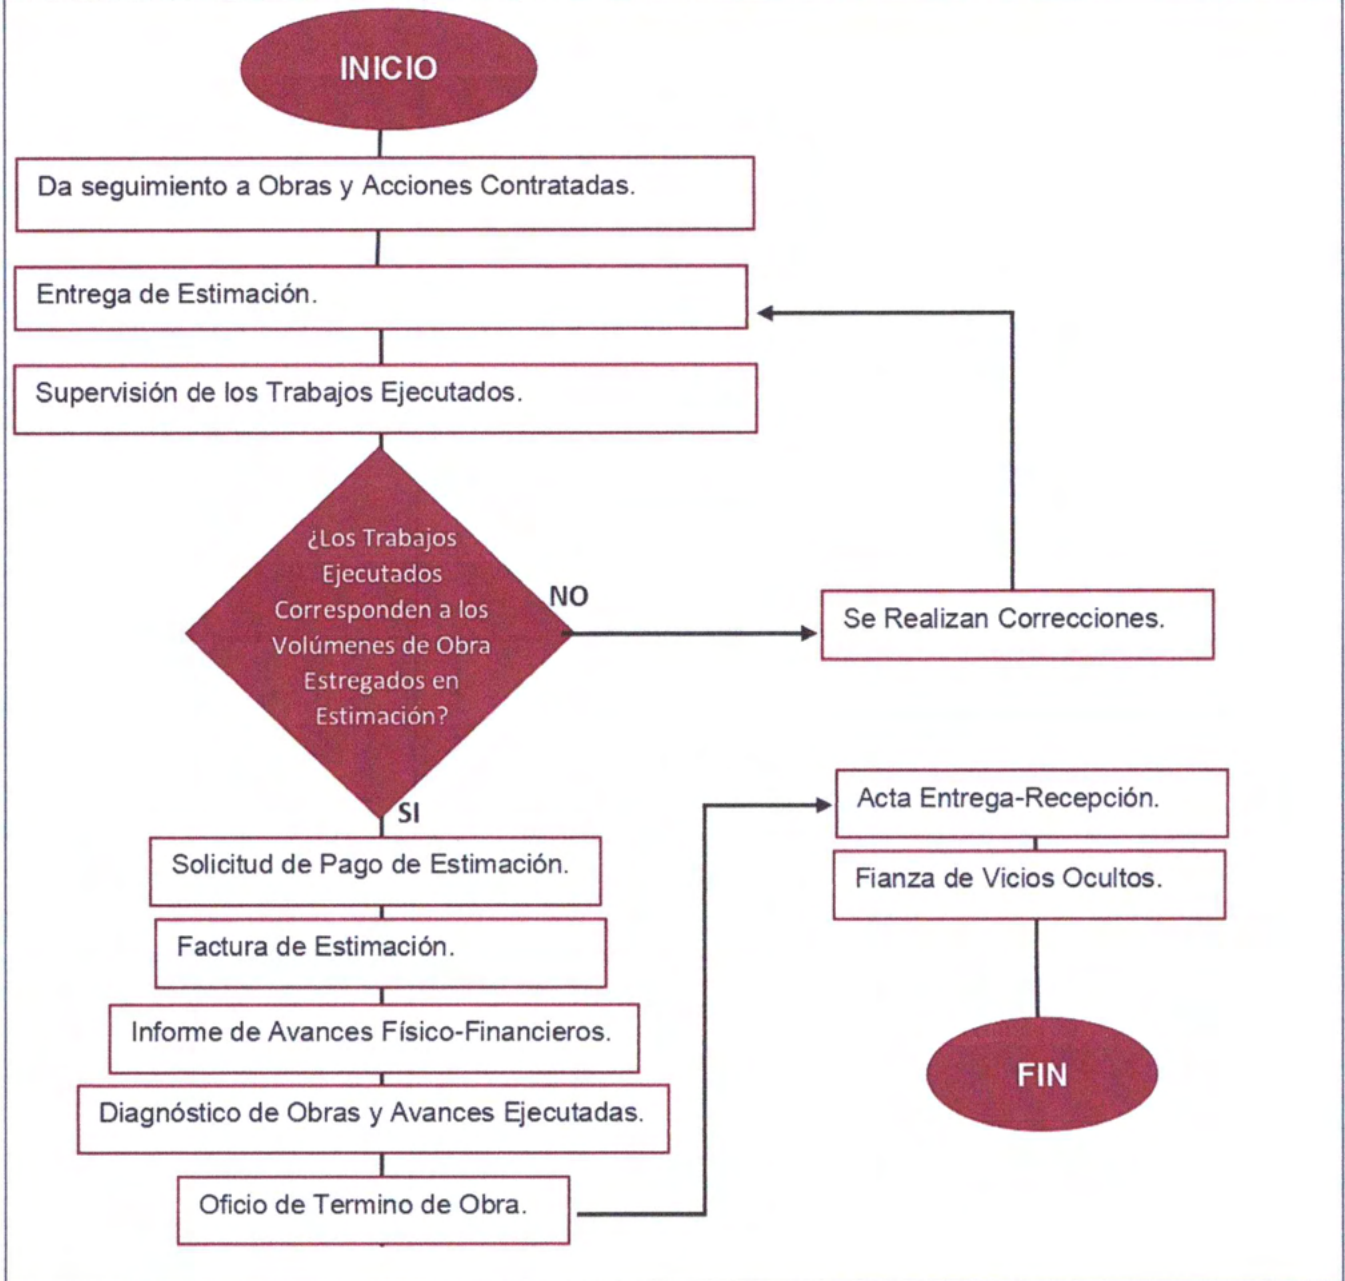 INICIO
Da seguimiento a Obras y Acciones Contratadas.
Entrega de Estimación.
Supervisión de los Trabajos Ejecutados.
¿Los Trabajos
Ejecutados
Corresponden a los
Volúmenes de Obra
Estregados en
Estimación?
NO
Se Realizan Correcciones.
SI
Solicitud de Pago de Estimación.
Factura de Estimación.
Informe de Avances Físico-Financieros.
Diagnóstico de Obras y Avances Ejecutadas.
Oficio de Termino de Obra.
Acta Entrega-Recepción.
Fianza de Vicios Ocultos.
FIN